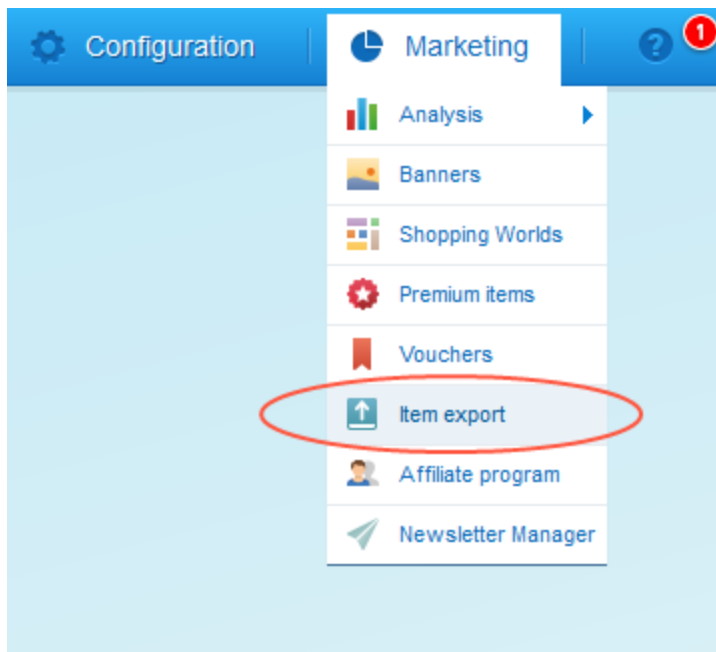 Configuration
Marketing
? 1
Analysis
Banners
Shopping Worlds
Premium items
Vouchers
Item export
Affiliate program
Newsletter Manager